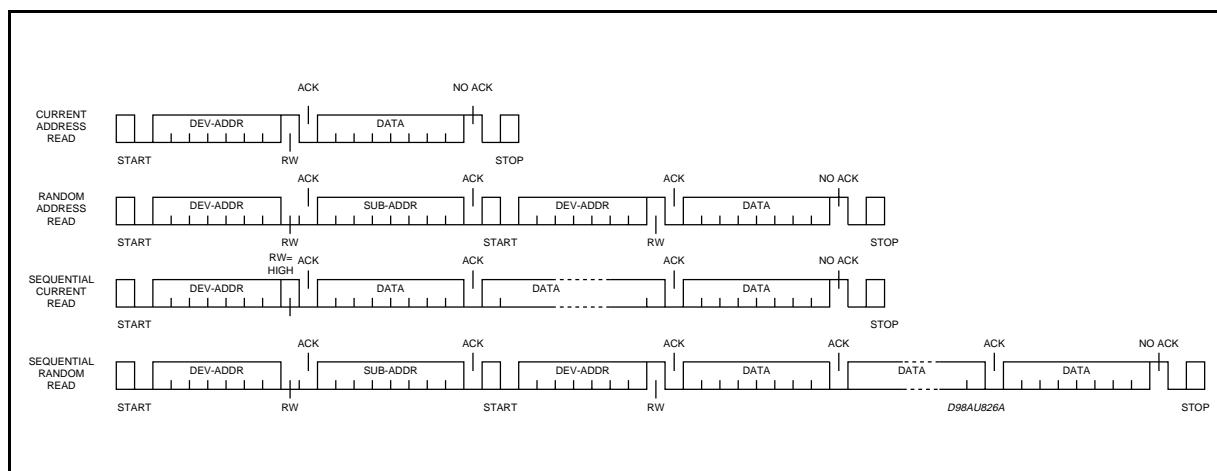 ACK NO ACK
CURRENT
ADDRESS
READ
DEV-ADDR DATA
START RW STOP
ACK ACK ACK NO ACK
RANDOM
ADDRESS
READ
DEV-ADDR SUB-ADDR DEV-ADDR DATA
START RW START RW STOP
RW=
HIGH
ACK ACK ACK NO ACK
SEQUENTIAL
CURRENT
READ
DEV-ADDR DATA DATA DATA
START STOP
ACK ACK ACK ACK ACK NO ACK
SEQUENTIAL
RANDOM
READ
DEV-ADDR SUB-ADDR DEV-ADDR DATA DATA DATA
START RW START RW D98AU826A STOP